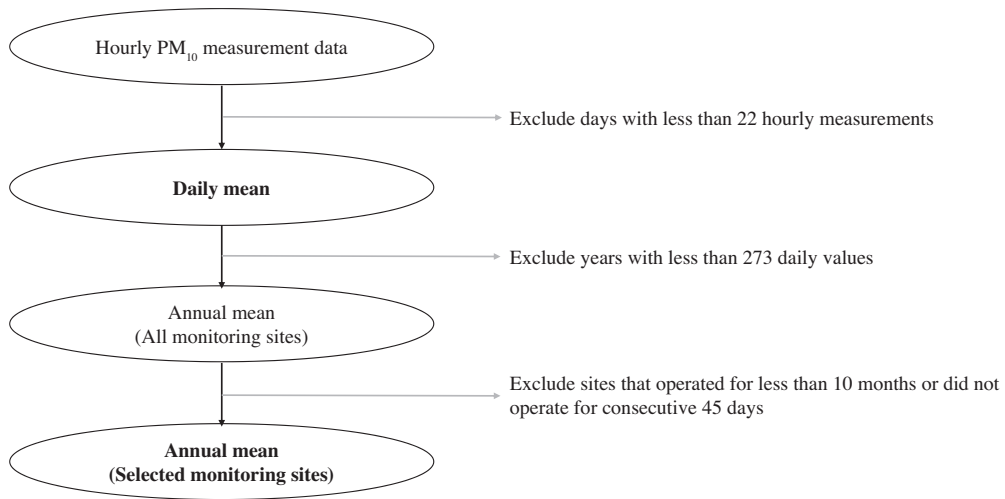 Hourly PM₁₀ measurement data
Exclude days with less than 22 hourly measurements
Daily mean
Exclude years with less than 273 daily values
Annual mean
(All monitoring sites)
Exclude sites that operated for less than 10 months or did not
operate for consecutive 45 days
Annual mean
(Selected monitoring sites)